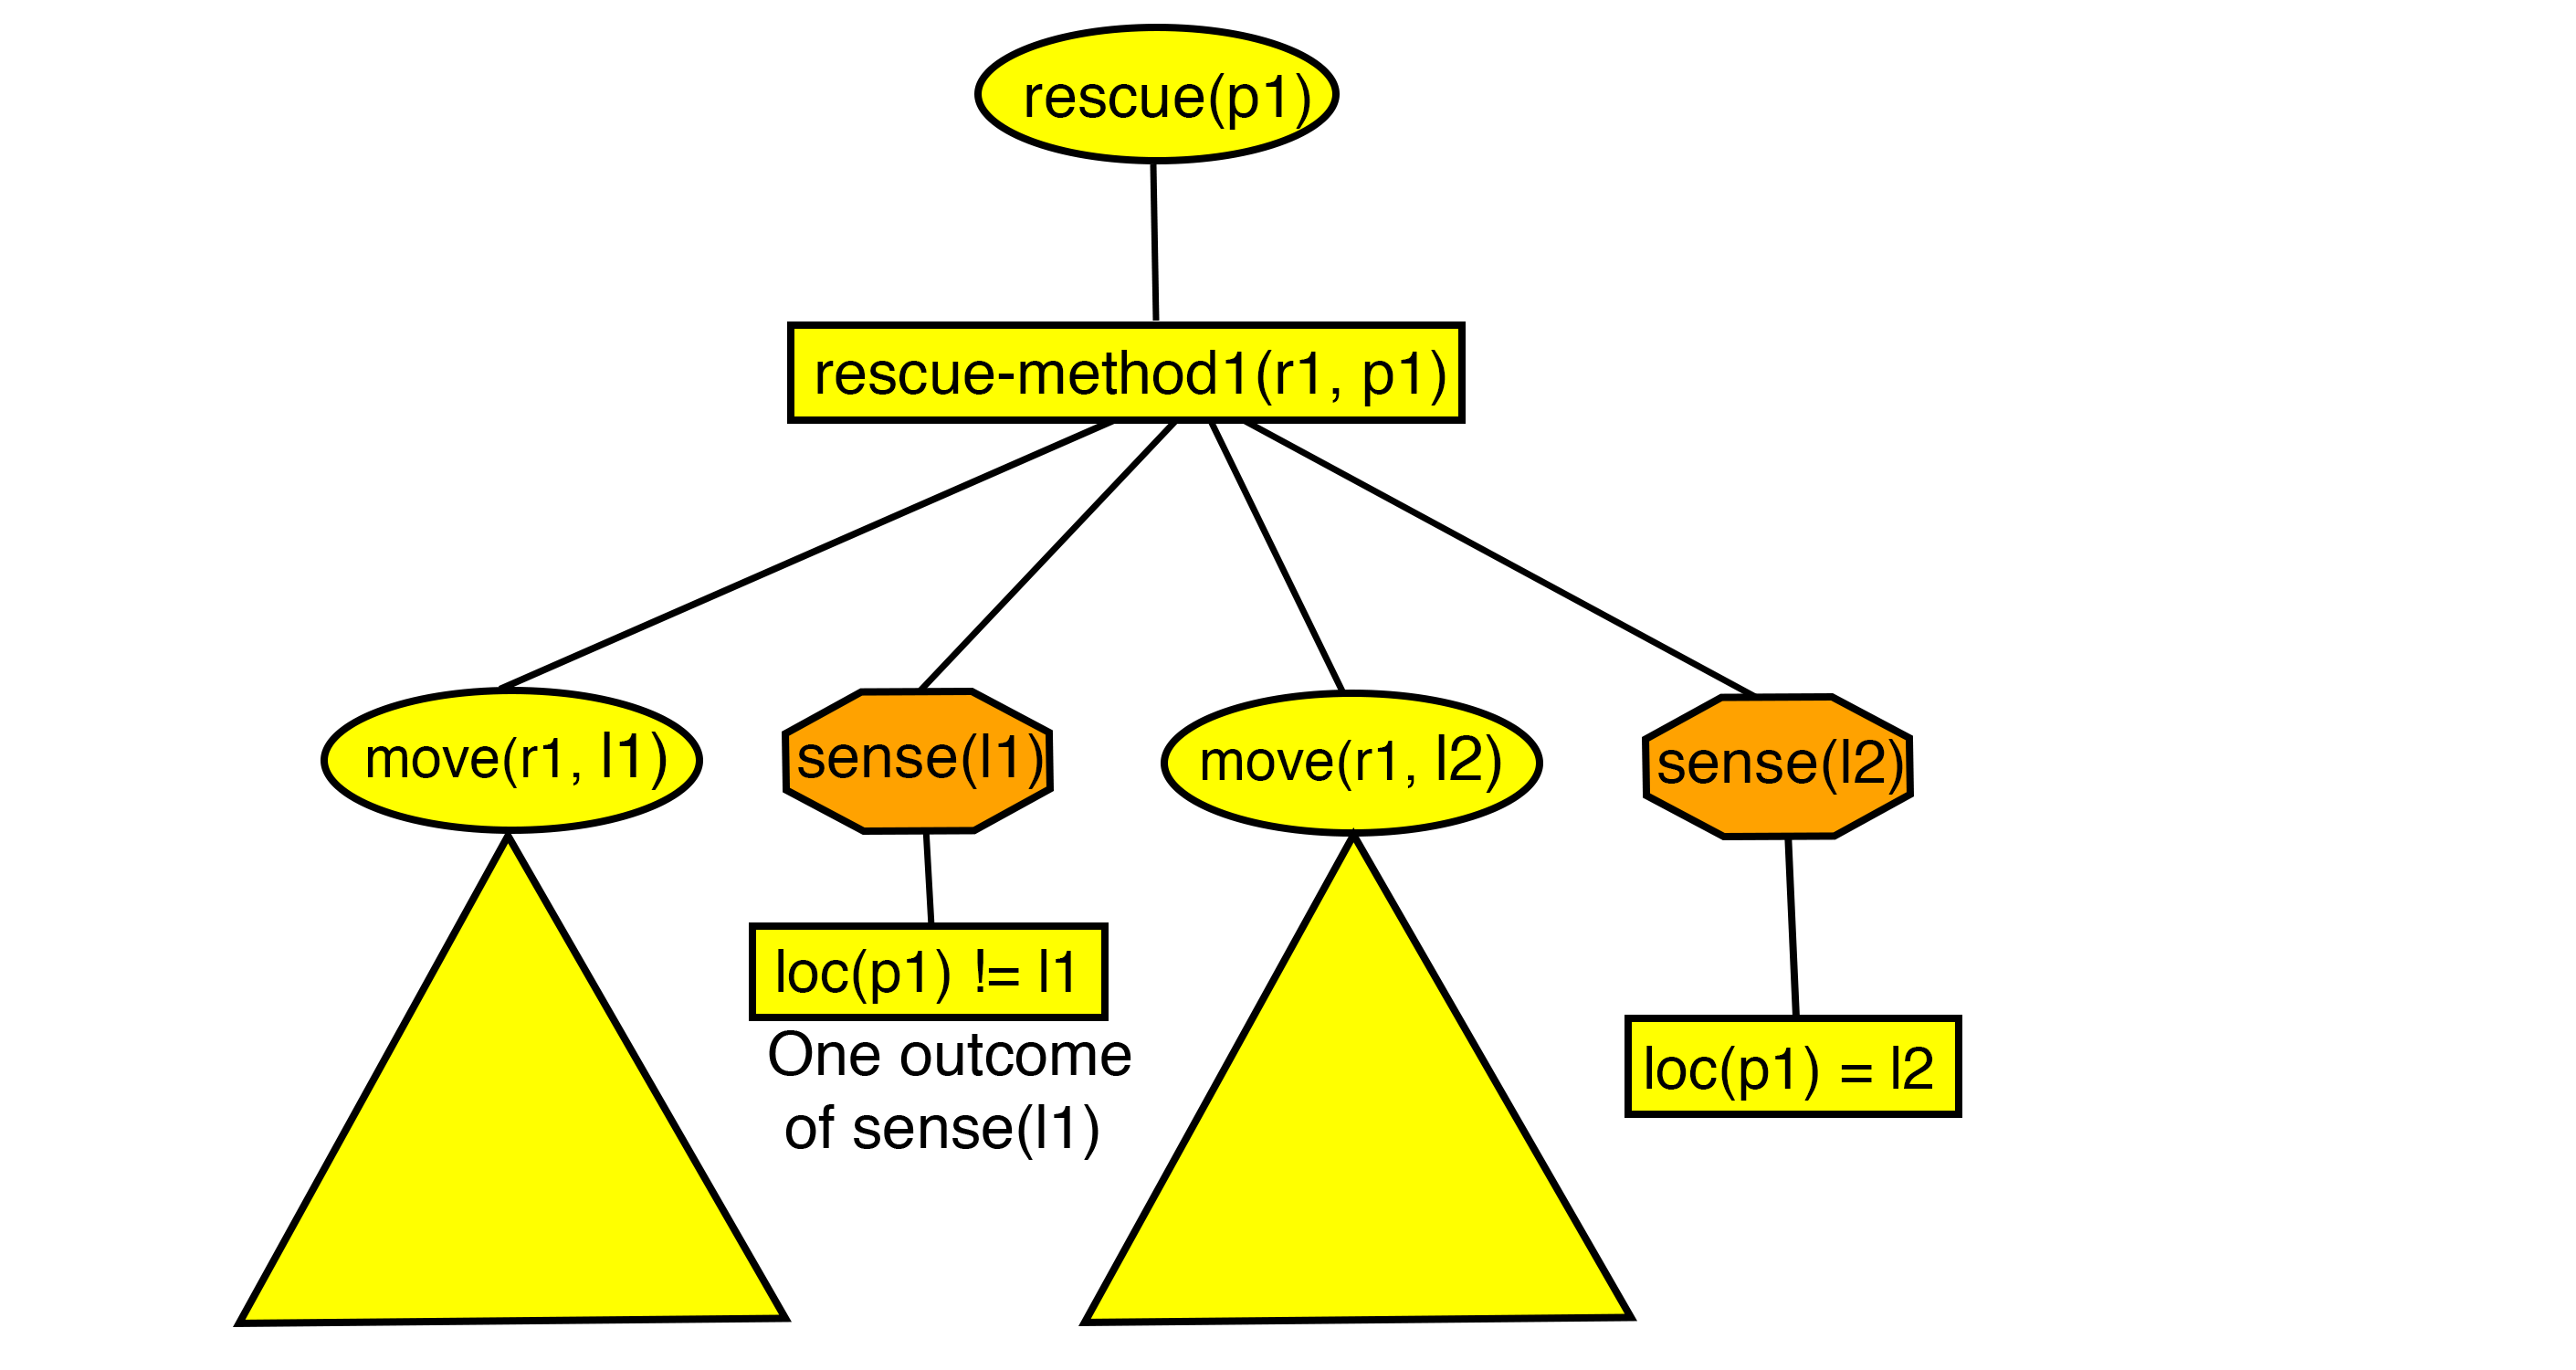 rescue(p1)
rescue-method1(r1, p1)
move(r1, l1)
sense(l1)
move(r1, l2)
sense(l2)
loc(p1) != l1
One outcome
of sense(l1)
loc(p1) = l2